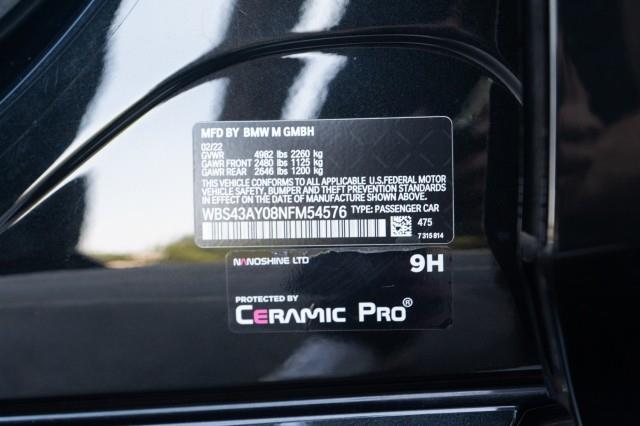 MFD BY BMW M GMBH
02/22
GVWR 4982 lbs 2260 kg
GAWR FRONT 2480 lbs 1125 kg
GAWR REAR 2646 lbs 1200 kg
THIS VEHICLE CONFORMS TO ALL APPLICABLE U.S.FEDERAL MOTOR
VEHICLE SAFETY, BUMPER AND THEFT PREVENTION STANDARDS
IN EFFECT ON THE DATE OF MANUFACTURE SHOWN ABOVE.
WBS43AY08NFM54576 TYPE: PASSENGER CAR
475
7 315 814
NANOSHINE LTD 9H
PROTECTED BY
CERAMIC PRO®